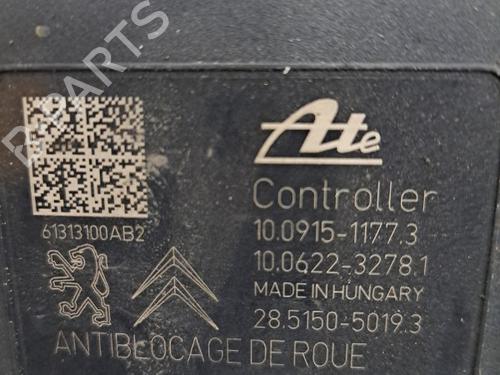 Ate
Controller
61313100AB2
10.0915-1177.3
10.0622-3278.1
MADE IN HUNGARY
28.5150-5019.3
ANTIBLOCAGE DE ROUE
B-PARTS